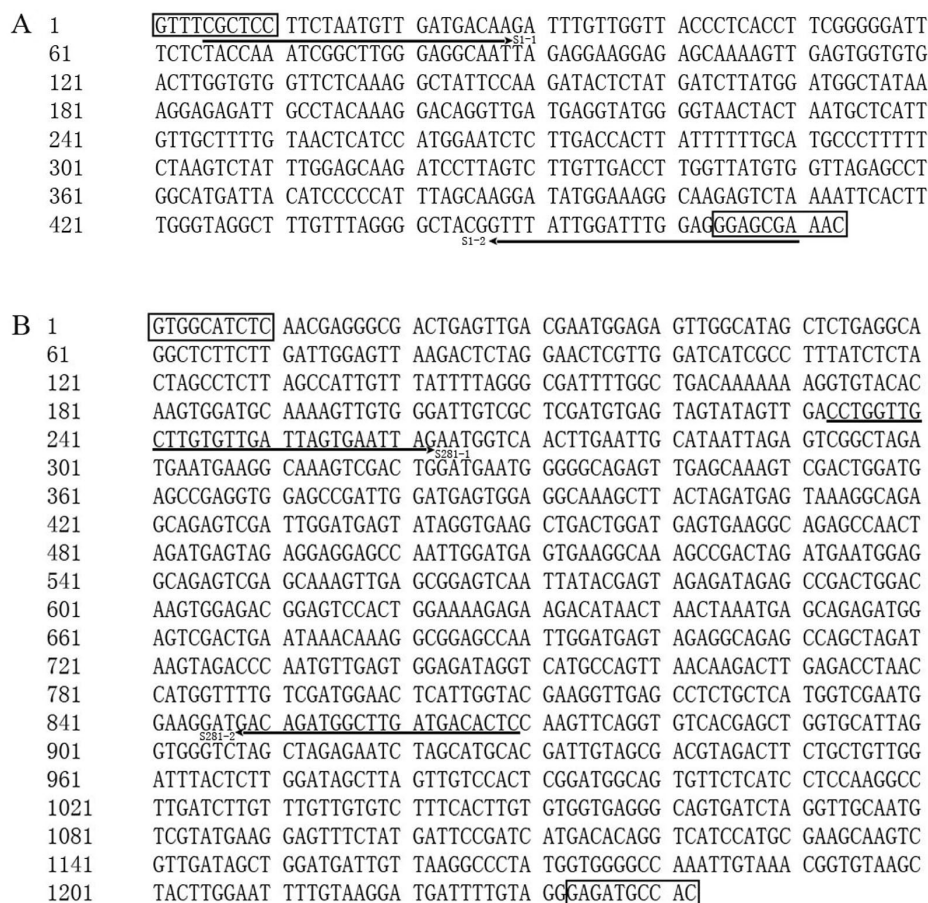 A 1 GTTTCGCTCC TTCTAATGTT GATGACAAGA TTTGTTGGTT ACCCTCACCT TCGGGGGATT
S1-1
61 TCTCTACCAA ATCGGCTTGG GAGGCAATTA GAGGAAGGAG AGCAAAAGTT GAGTGGTGTG
121 ACTTGGTGTG GTTCTCAAAG GCTATTCCAA GATACTCTAT GATCTTATGG ATGGCTATAA
181 AGGAGAGATT GCCTACAAAG GACAGGTTGA TGAGGTATGG GGTAACTACT AATGCTCATT
241 GTTGCTTTTG TAACTCATCC ATGGAATCTC TTGACCACTT ATTTTTTGCA TGCCCTTTTT
301 CTAAGTCTAT TTGGAGCAAG ATCCTTAGTC TTGTTGACCT TGGTTATGTG GTTAGAGCCT
361 GGCATGATTA CATCCCCCAT TTAGCAAGGA TATGGAAAGG CAAGAGTCTA AAATTCACTT
421 TGGGTAGGCT TTGTTTAGGG GCTACGGTTT ATTGGATTTG GAGGGAGCGA AAC
S1-2
B 1 GTGGCATCTC AACGAGGGCG ACTGAGTTGA CGAATGGAGA GTTGGCATAG CTCTGAGGCA
61 GGCTCTTCTT GATTGGAGTT AAGACTCTAG GAACTCGTTG GATCATCGCC TTTATCTCTA
121 CTAGCCTCTT AGCCATTGTT TATTTTAGGG CGATTTTGGC TGACAAAAAA AGGTGTACAC
181 AAGTGGATGC AAAAGTTGTG GGATTGTCGC TCGATGTGAG TAGTATAGTT GACCTGGTTG
241 CTTGTGTTGA TTAGTGAATT AGAATGGTCA ACTTGAATTG CATAATTAGA GTCGGCTAGA
S281-1
301 TGAATGAAGG CAAAGTCGAC TGGATGAATG GGGGCAGAGT TGAGCAAAGT CGACTGGATG
361 AGCCGAGGTG GAGCCGATTG GATGAGTGGA GGCAAAGCTT ACTAGATGAG TAAAGGCAGA
421 GCAGAGTCGA TTGGATGAGT ATAGGTGAAG CTGACTGGAT GAGTGAAGGC AGAGCCAACT
481 AGATGAGTAG AGGAGGAGCC AATTGGATGA GTGAAGGCAA AGCCGACTAG ATGAATGGAG
541 GCAGAGTCGA GCAAAGTTGA GCGGAGTCAA TTATACGAGT AGAGATAGAG CCGACTGGAC
601 AAGTGGAGAC GGAGTCCACT GGAAAAGAGA AGACATAACT AACTAAATGA GCAGAGATGG
661 AGTCGACTGA ATAAACAAAG GCGGAGCCAA TTGGATGAGT AGAGGCAGAG CCAGCTAGAT
721 AAGTAGACCC AATGTTGAGT GGAGATAGGT CATGCCAGTT AACAAGACTT GAGACCTAAC
781 CATGGTTTTG TCGATGGAAC TCATTGGTAC GAAGGTTGAG CCTCTGCTCA TGGTCGAATG
841 GAAGGATGAC AGATGGCTTG ATGACACTCC AAGTTCAGGT GTCACGAGCT GGTGCATTAG
S281-2
901 GTGGGTCTAG CTAGAGAATC TAGCATGCAC GATTGTAGCG ACGTAGACTT CTGCTGTTGG
961 ATTTACTCTT GGATAGCTTA GTTGTCCACT CGGATGGCAG TGTTCTCATC CTCCAAGGCC
1021 TTGATCTTGT TTGTTGTGTC TTTCACTTGT GTGGTGAGGG CAGTGATCTA GGTTGCAATG
1081 TCGTATGAAG GAGTTTCTAT GATTCCGATC ATGACACAGG TCATCCATGC GAAGCAAGTC
1141 GTTGATAGCT GGATGATTGT TAAGGCCCTA TGGTGGGGCC AAATTGTAAA CGGTGTAAGC
1201 TACTTGGAAT TTTGTAAGGA TGATTTTGTA GGGAGATGCC AC